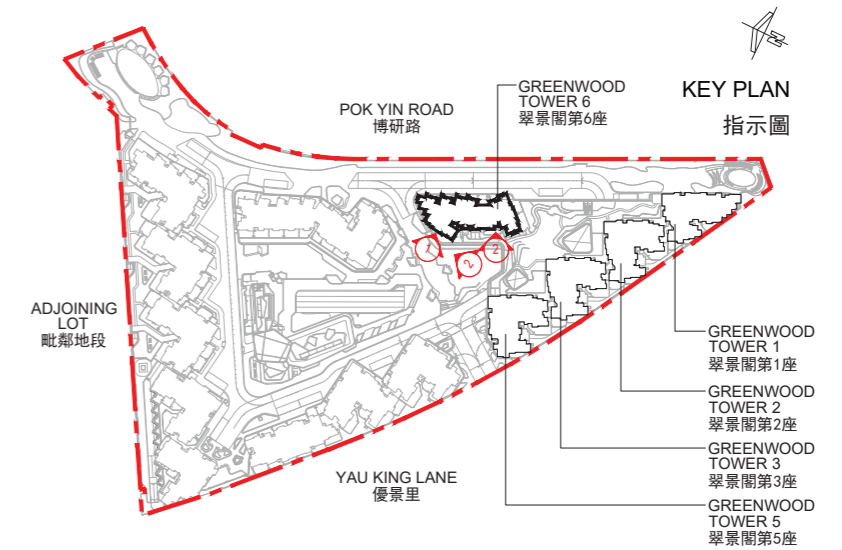 KEY PLAN
指示圖
N
GREENWOOD
TOWER 6
翠景閣第6座
POK YIN ROAD
博研路
1
2
2
ADJOINING
LOT
毗鄰地段
GREENWOOD
TOWER 1
翠景閣第1座
GREENWOOD
TOWER 2
翠景閣第2座
GREENWOOD
TOWER 3
翠景閣第3座
GREENWOOD
TOWER 5
翠景閣第5座
YAU KING LANE
優景里